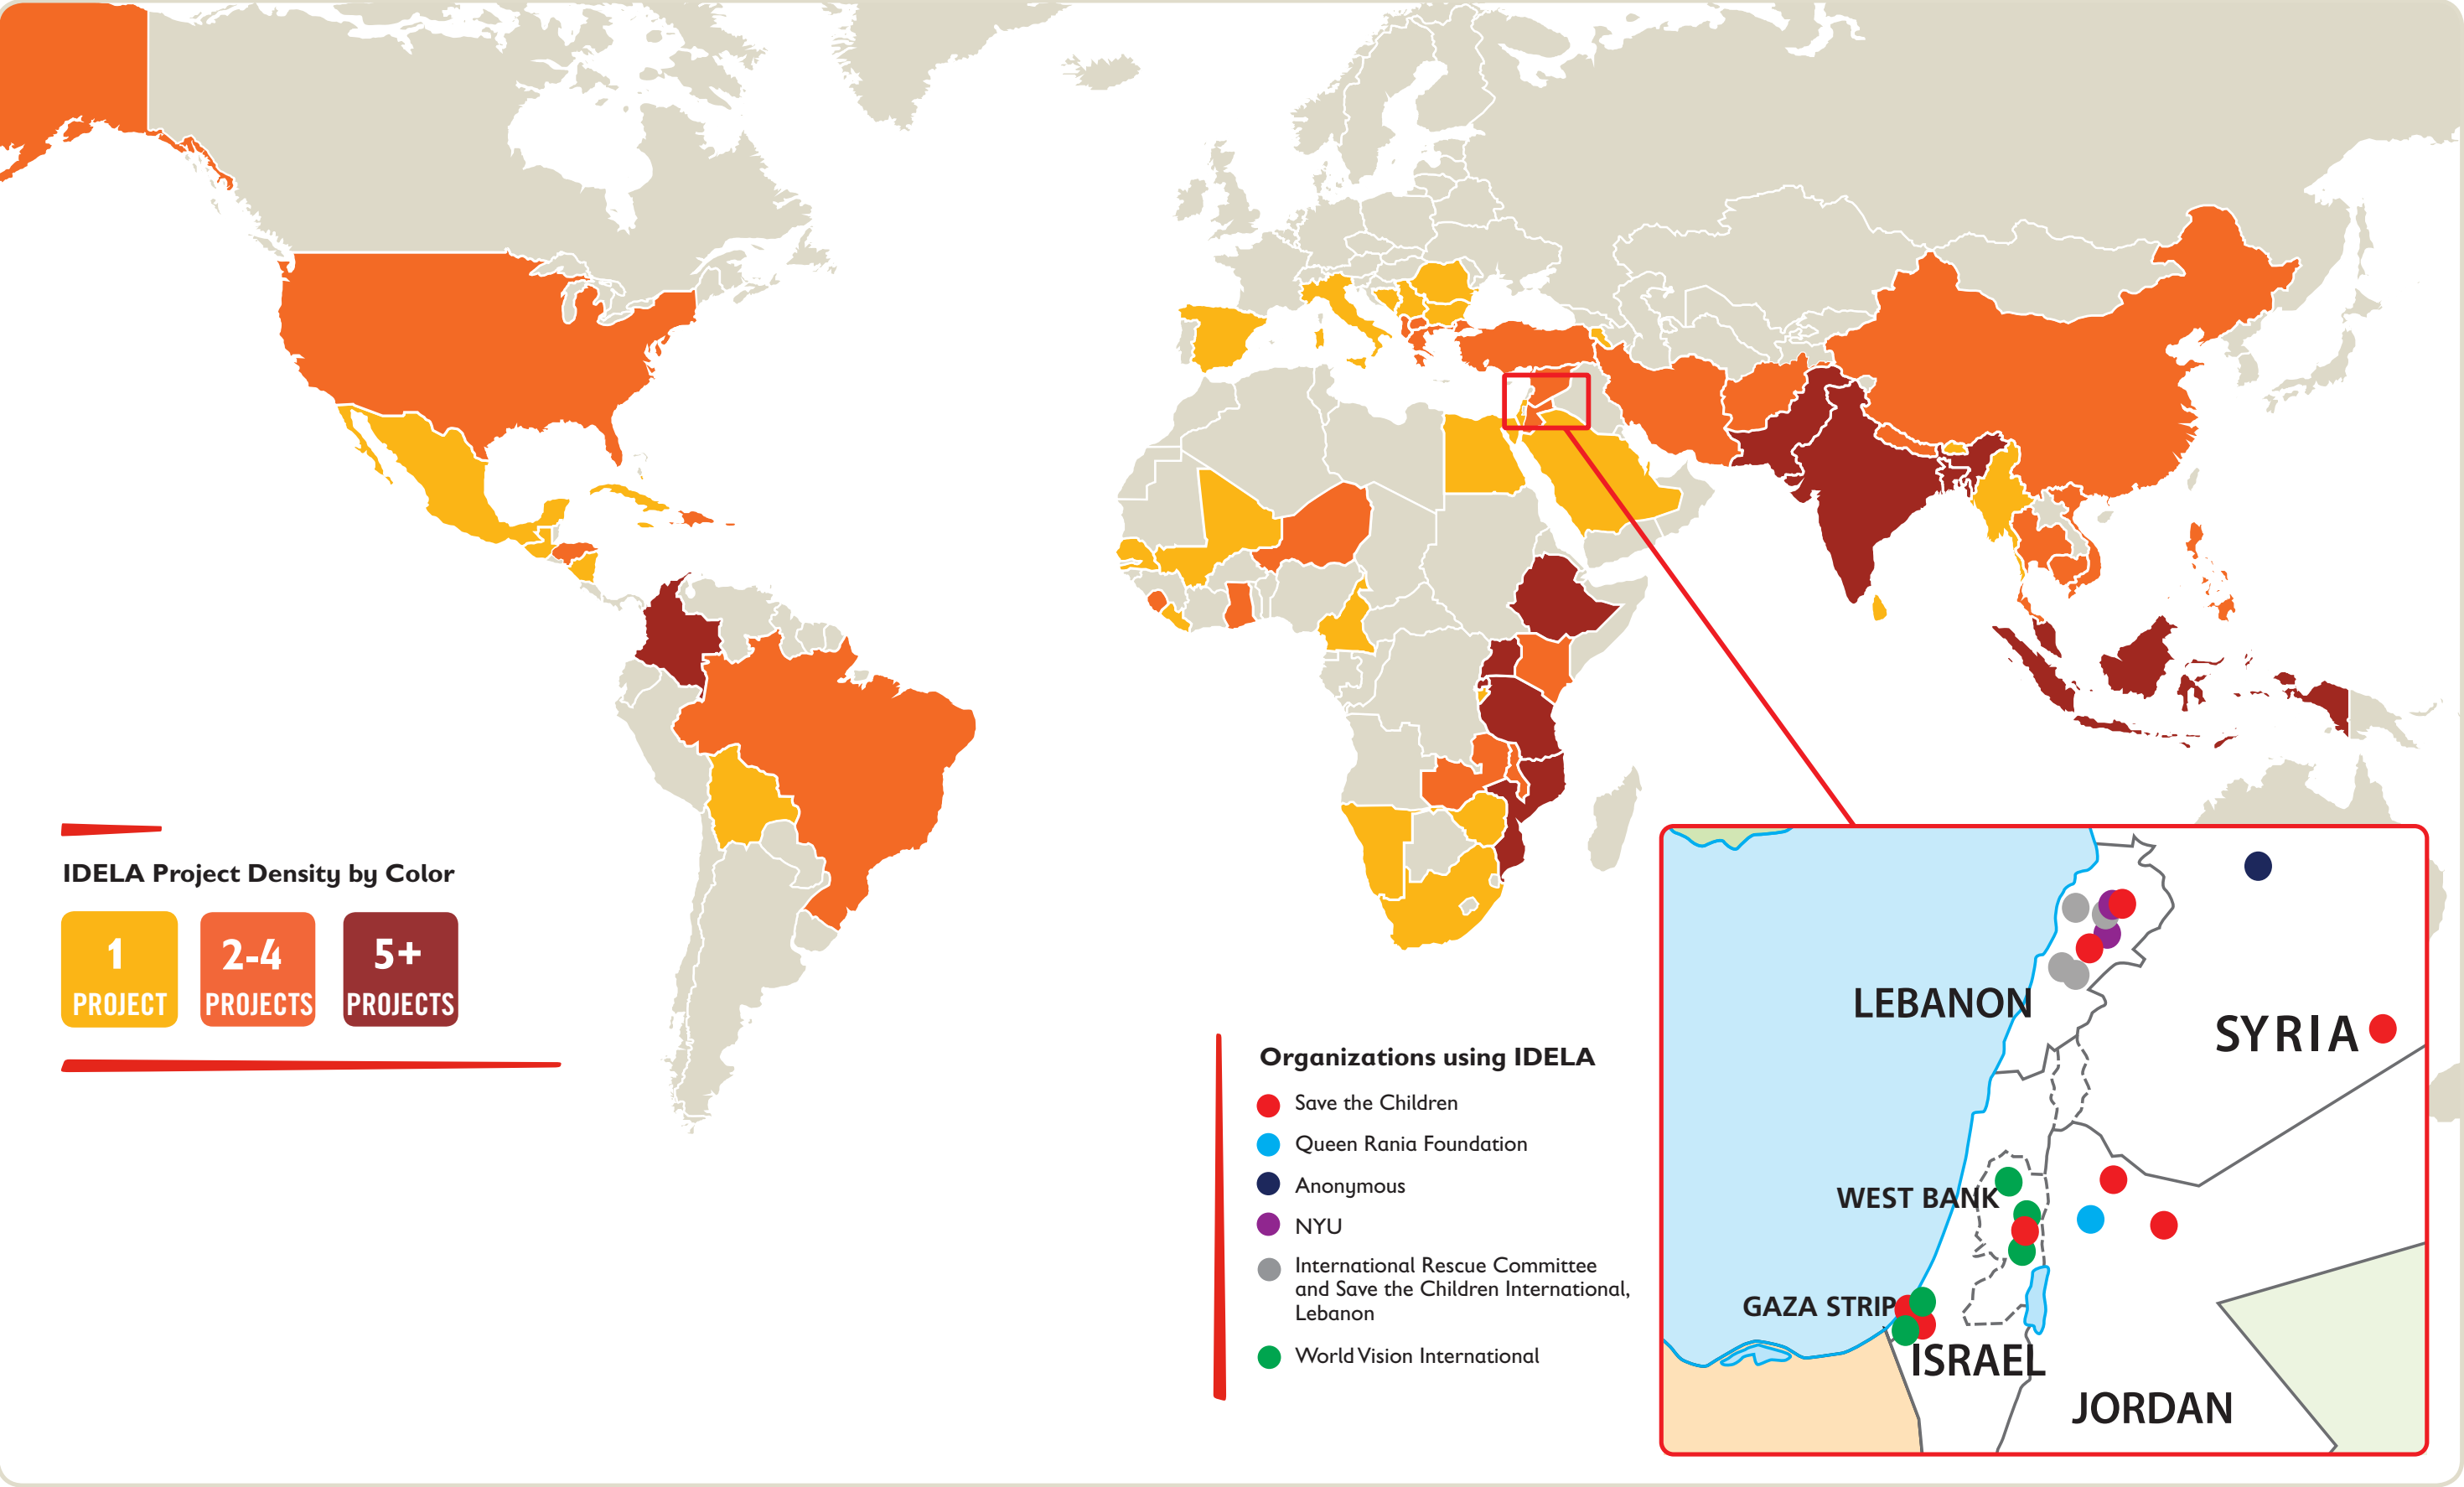 IDELA Project Density by Color
1
PROJECT
2-4
PROJECTS
5+
PROJECTS
Organizations using IDELA
Save the Children
Queen Rania Foundation
Anonymous
NYU
International Rescue Committee
and Save the Children International,
Lebanon
World Vision International
LEBANON
SYRIA
WEST BANK
GAZA STRIP
ISRAEL
JORDAN